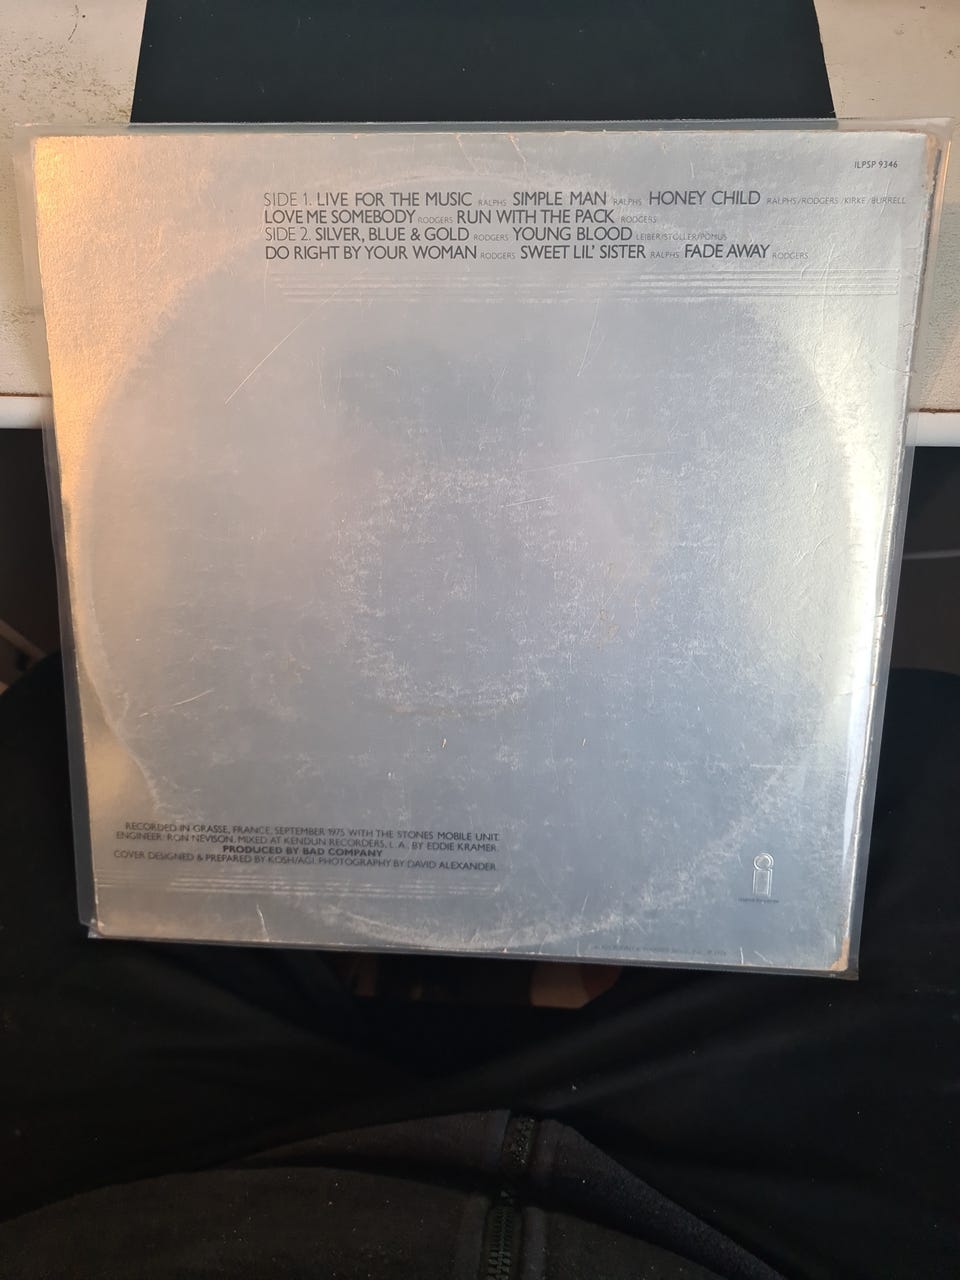 ILPSP 9346
SIDE 1. LIVE FOR THE MUSIC RALPHS SIMPLE MAN RALPHS HONEY CHILD RALPHS/RODGERS/KIRKE/BURRELL
LOVE ME SOMEBODY RODGERS RUN WITH THE PACK RODGERS
SIDE 2. SILVER, BLUE & GOLD RODGERS YOUNG BLOOD LEIBER/STOLLER/POMUS
DO RIGHT BY YOUR WOMAN RODGERS SWEET LIL' SISTER RALPHS FADE AWAY RODGERS
RECORDED IN GRASSE, FRANCE, SEPTEMBER 1975 WITH THE STONES MOBILE UNIT.
ENGINEER: RON NEVISON. MIXED AT KENDUN RECORDERS, L.A., BY EDDIE KRAMER.
PRODUCED BY BAD COMPANY
COVER DESIGNED & PREPARED BY KOSH/AGI. PHOTOGRAPHY BY DAVID ALEXANDER.